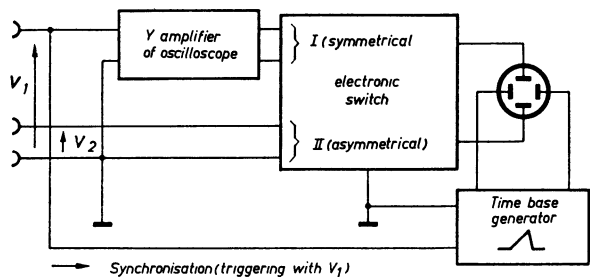 Y amplifier
of oscilloscope
I (symmetrical
electronic
switch
V1
V2
II (asymmetrical)
Time base
generator
Synchronisation (triggering with V1)